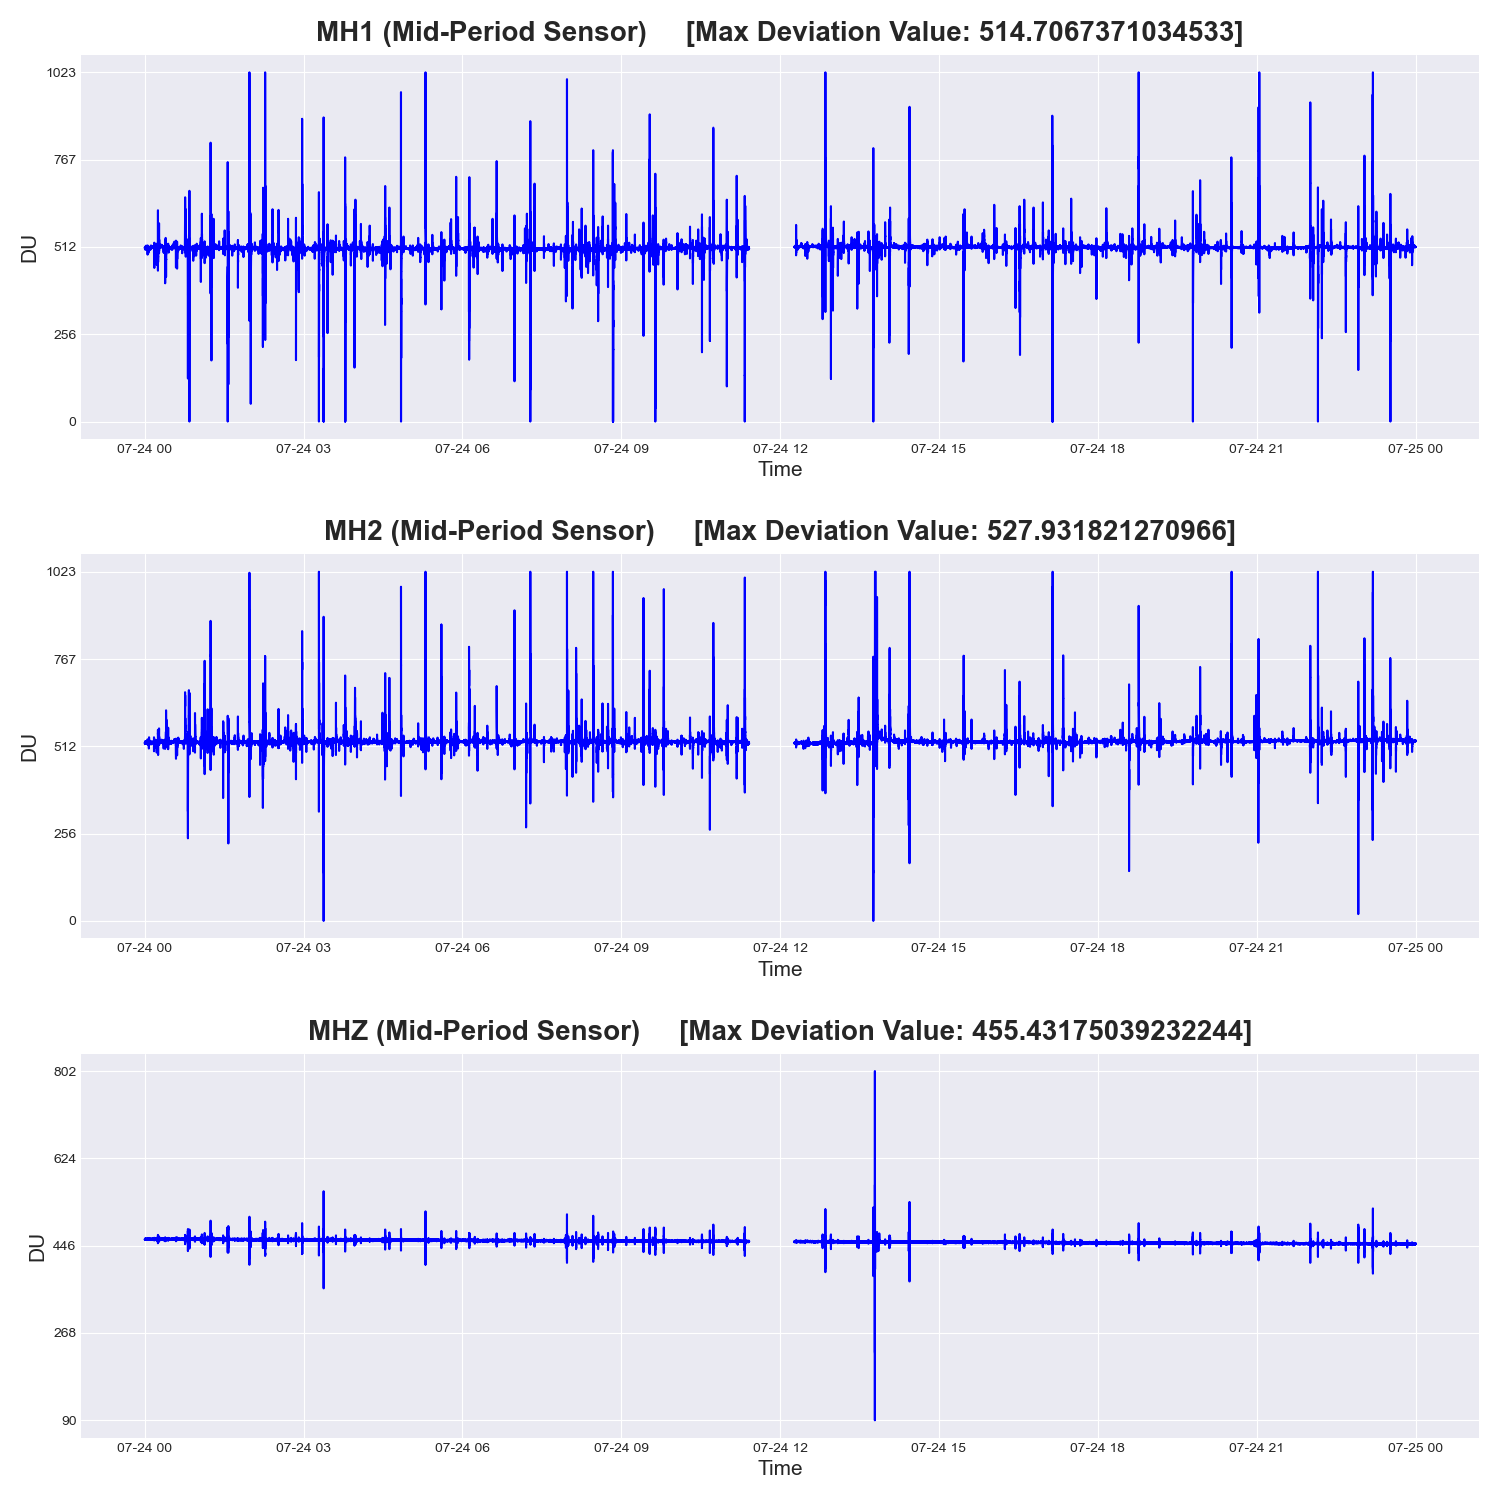 MH1 (Mid-Period Sensor) [Max Deviation Value: 514.7067371034533]
1023
767
512
256
0
DU
07-24 00 07-24 03 07-24 06 07-24 09 07-24 12 07-24 15 07-24 18 07-24 21 07-25 00
Time
MH2 (Mid-Period Sensor) [Max Deviation Value: 527.931821270966]
1023
767
512
256
0
DU
07-24 00 07-24 03 07-24 06 07-24 09 07-24 12 07-24 15 07-24 18 07-24 21 07-25 00
Time
MHZ (Mid-Period Sensor) [Max Deviation Value: 455.43175039232244]
802
624
446
268
90
DU
07-24 00 07-24 03 07-24 06 07-24 09 07-24 12 07-24 15 07-24 18 07-24 21 07-25 00
Time